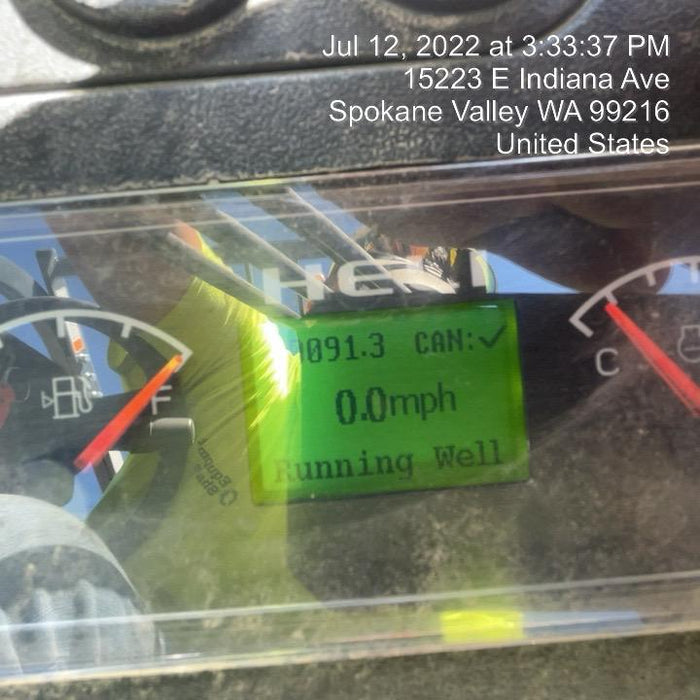 Jul 12, 2022 at 3:33:37 PM
15223 E Indiana Ave
Spokane Valley WA 99216
United States
HELI
091.3 CAN:✓
0.0mph
Running Well
F
C